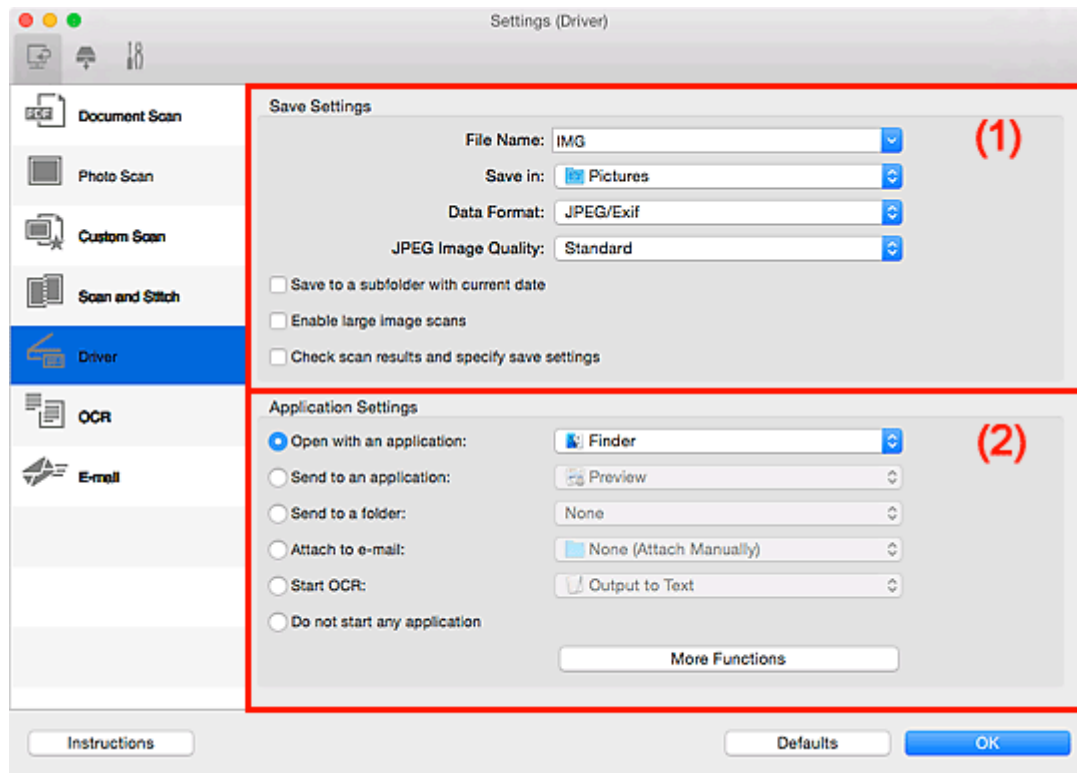 Settings (Driver)
Document Scan
Photo Scan
Custom Scan
Scan and Stitch
Driver
OCR
E-mail
Save Settings
(1)
File Name: IMG
Save in: Pictures
Data Format: JPEG/Exif
JPEG Image Quality: Standard
Save to a subfolder with current date
Enable large image scans
Check scan results and specify save settings
Application Settings
(2)
Open with an application: Finder
Send to an application: Preview
Send to a folder: None
Attach to e-mail: None (Attach Manually)
Start OCR: Output to Text
Do not start any application
More Functions
Instructions
Defaults
OK